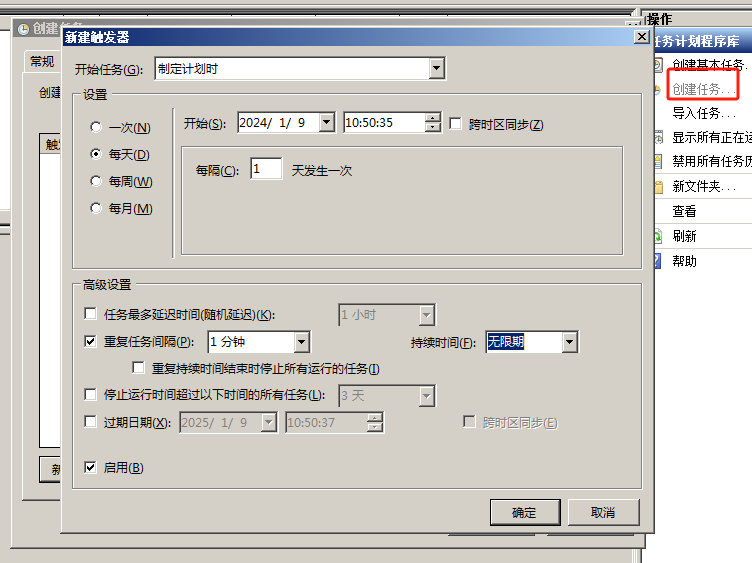 创建任务
操作
新建触发器
任务计划程序库
常规
开始任务(G): 制定计划时
创建基本任务...
创建
设置
创建任务...
一次(N)
开始(S): 2024/ 1/ 9 10:50:35 跨时区同步(Z)
导入任务...
触
每天(D)
显示所有正在运
每隔(C): 1 天发生一次
禁用所有任务历
每周(W)
新文件夹...
每月(M)
查看
刷新
帮助
高级设置
任务最多延迟时间(随机延迟)(K): 1 小时
重复任务间隔(P): 1 分钟 持续时间(F): 无限期
重复持续时间结束时停止所有运行的任务(I)
停止运行时间超过以下时间的所有任务(L): 3 天
过期日期(X): 2025/ 1/ 9 10:50:37 跨时区同步(E)
新
启用(B)
确定 取消